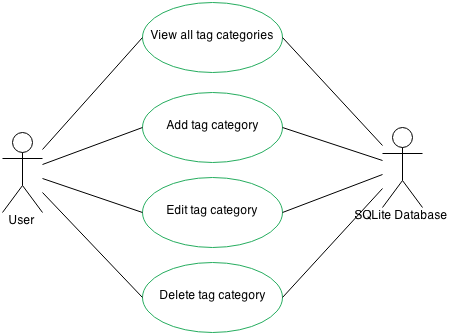 View all tag categories
Add tag category
Edit tag category
User
SQLite Database
Delete tag category